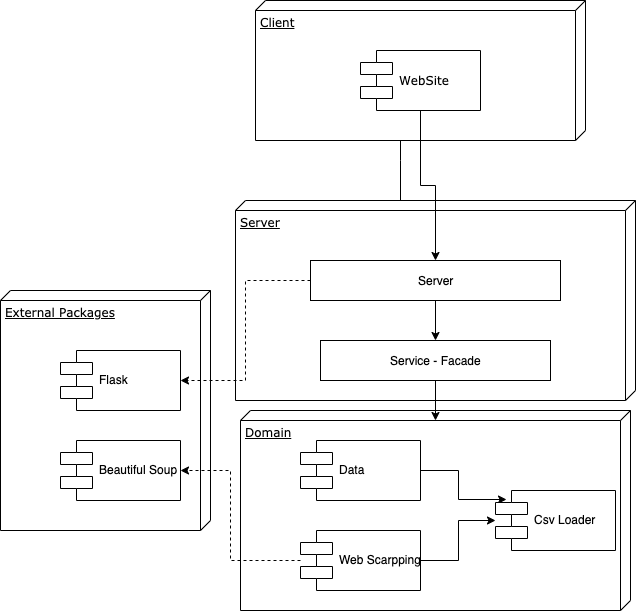 Client
WebSite
Server
Server
External Packages
Service - Facade
Flask
Domain
Beautiful Soup
Data
Csv Loader
Web Scarpping